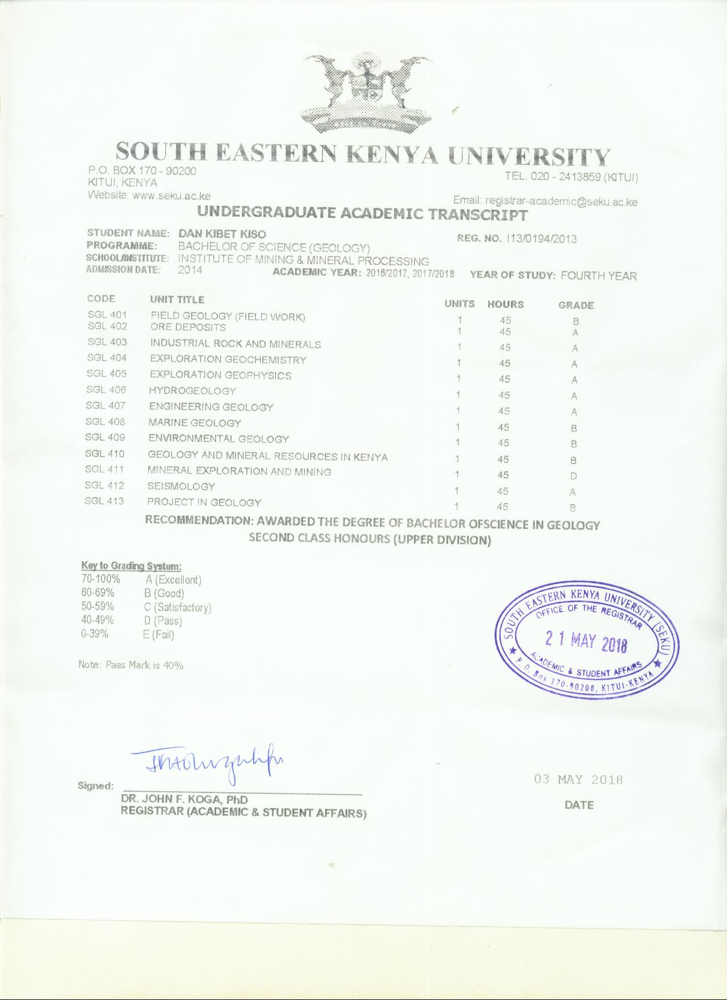 SOUTH EASTERN KENYA UNIVERSITY
P.O. BOX 170 - 90200
TEL. 020 - 2413859 (KITUI)
KITUI, KENYA
Website: www.seku.ac.ke
Email: registrar-academic@seku.ac.ke
UNDERGRADUATE ACADEMIC TRANSCRIPT
STUDENT NAME: DAN KIBET KISO REG. NO. I13/0194/2013
PROGRAMME: BACHELOR OF SCIENCE (GEOLOGY)
SCHOOL/INSTITUTE: INSTITUTE OF MINING & MINERAL PROCESSING
ADMISSION DATE: 2014 ACADEMIC YEAR: 2016/2017, 2017/2018 YEAR OF STUDY: FOURTH YEAR
CODE UNIT TITLE UNITS HOURS GRADE
SGL 401 FIELD GEOLOGY (FIELD WORK) 1 45 B
SGL 402 ORE DEPOSITS 1 45 A
SGL 403 INDUSTRIAL ROCK AND MINERALS 1 45 A
SGL 404 EXPLORATION GEOCHEMISTRY 1 45 A
SGL 405 EXPLORATION GEOPHYSICS 1 45 A
SGL 406 HYDROGEOLOGY 1 45 A
SGL 407 ENGINEERING GEOLOGY 1 45 A
SGL 408 MARINE GEOLOGY 1 45 B
SGL 409 ENVIRONMENTAL GEOLOGY 1 45 B
SGL 410 GEOLOGY AND MINERAL RESOURCES IN KENYA 1 45 B
SGL 411 MINERAL EXPLORATION AND MINING 1 45 D
SGL 412 SEISMOLOGY 1 45 A
SGL 413 PROJECT IN GEOLOGY 1 45 B
RECOMMENDATION: AWARDED THE DEGREE OF BACHELOR OFSCIENCE IN GEOLOGY
SECOND CLASS HONOURS (UPPER DIVISION)
Key to Grading System:
70-100% A (Excellent)
60-69% B (Good)
50-59% C (Satisfactory)
40-49% D (Pass)
0-39% E (Fail)
Note: Pass Mark is 40%
SOUTH EASTERN KENYA UNIVERSITY (SEKU)
OFFICE OF THE REGISTRAR
21 MAY 2018
ACADEMIC & STUDENT AFFAIRS
P. O. Box 170-90200, KITUI-KENYA
Signed:
03 MAY 2018
DR. JOHN F. KOGA, PhD
DATE
REGISTRAR (ACADEMIC & STUDENT AFFAIRS)